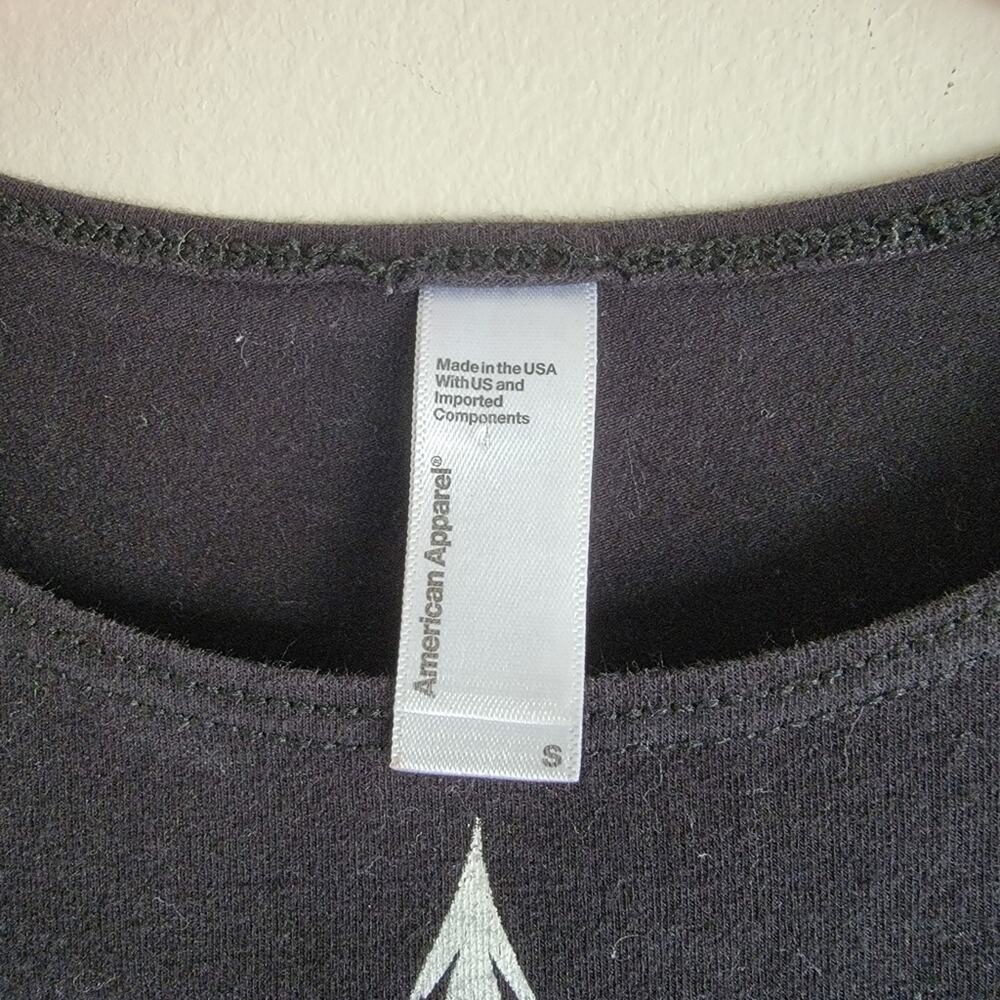 Made in the USA
With US and
Imported
Components
American Apparel®
S